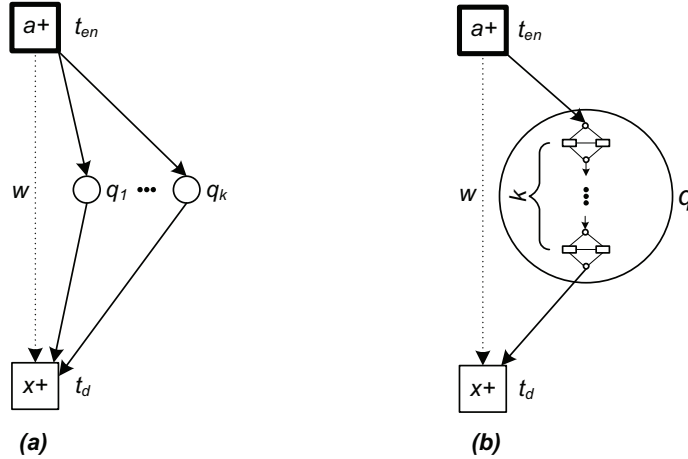 a+ t_en
w
q_1 ••• q_k
x+ t_d
(a)
a+ t_en
w
k
q
x+ t_d
(b)